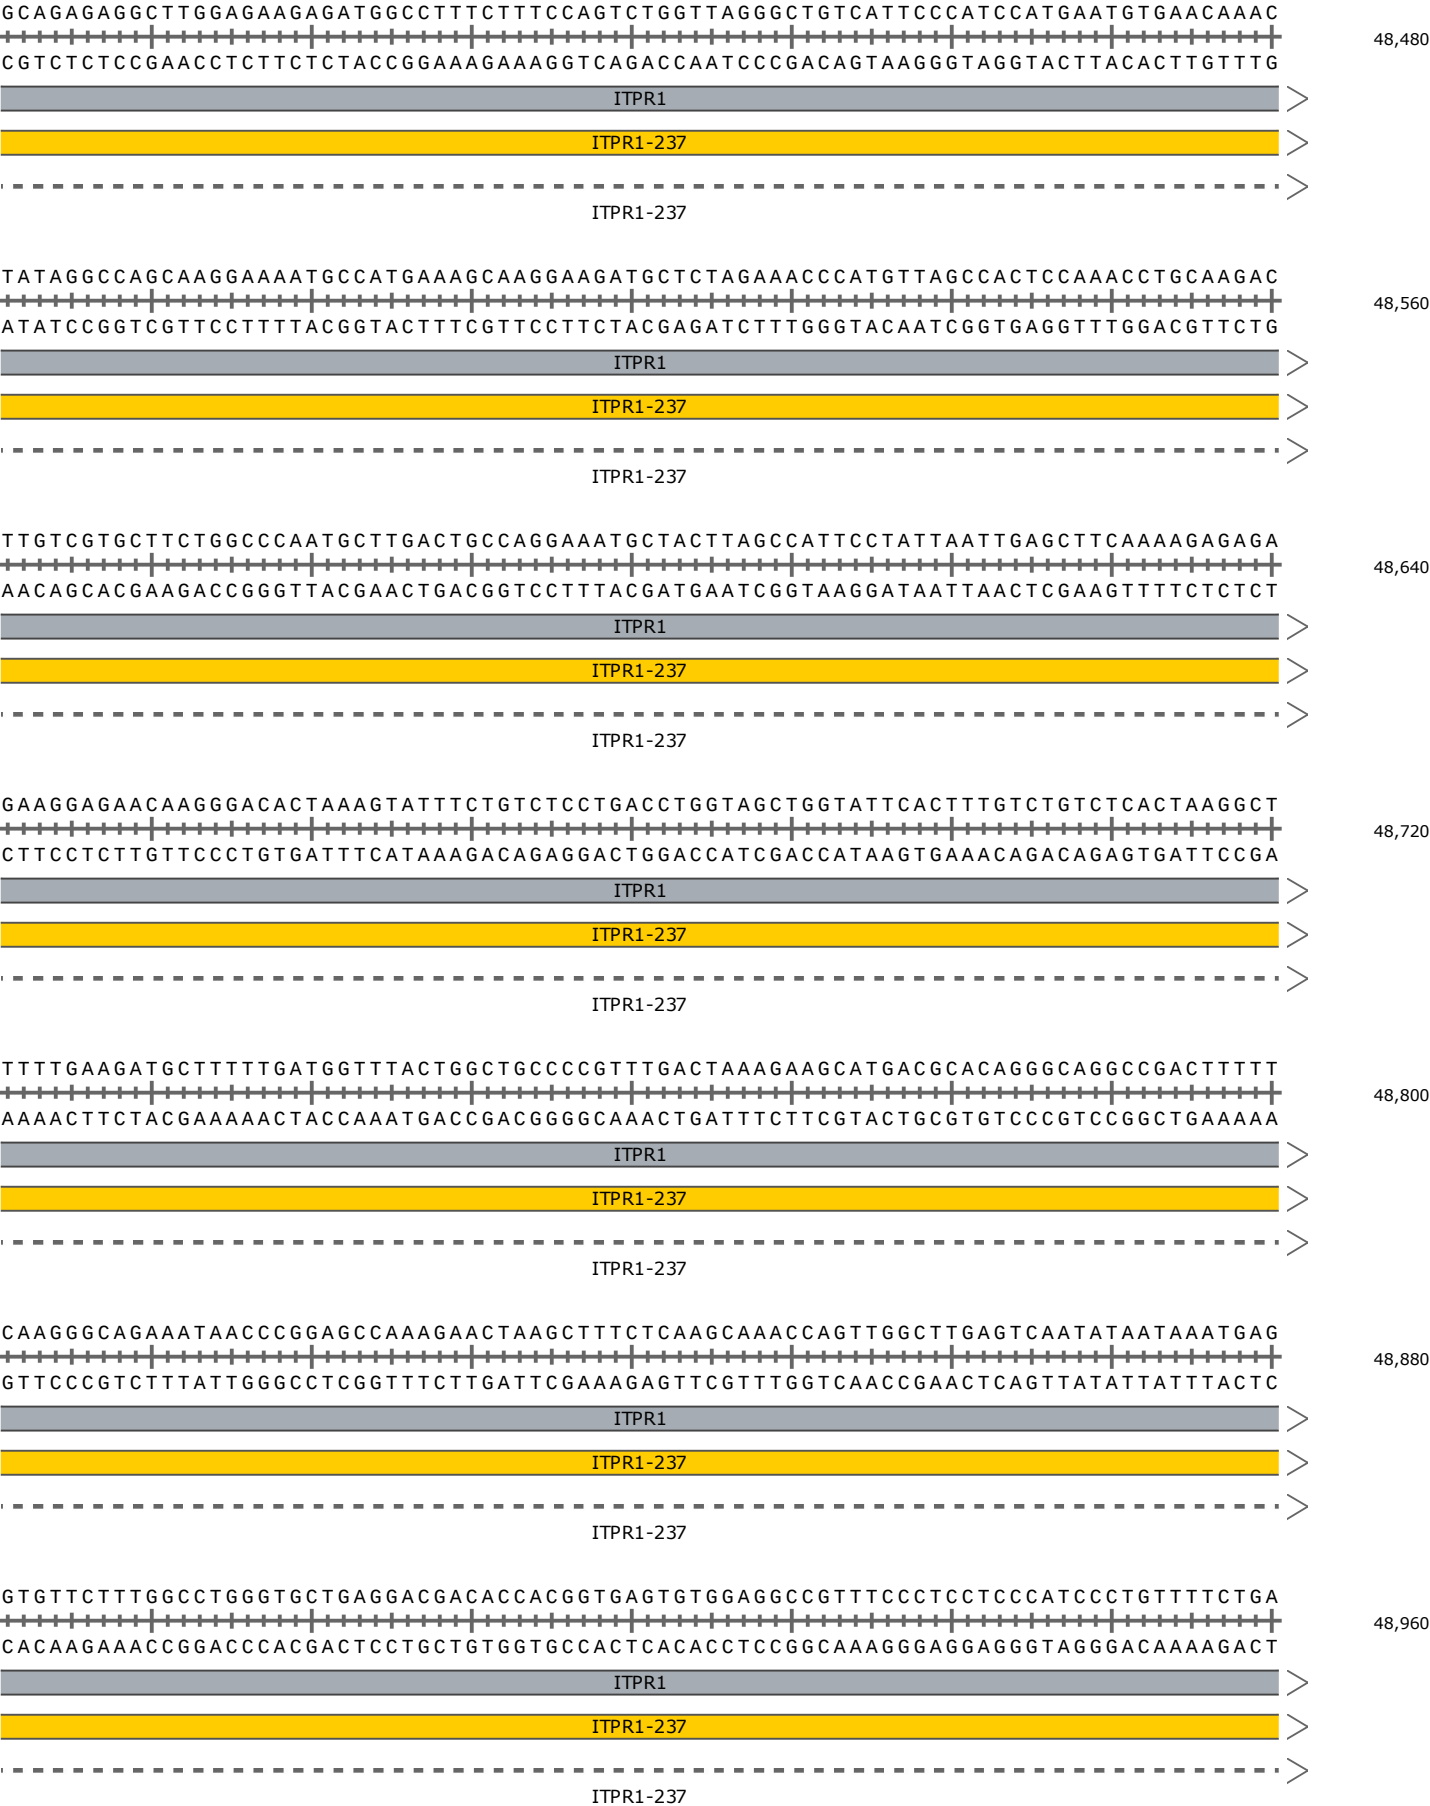 GCAGAGAGGCTTGGAGAAGAGATGGCCTTTCTTTCCAGTCTGGTTAGGGCTGTCATTCCCATCCATGAATGTGAACAAAC
48,480
CGTCTCTCCGAACCTCTTCTCTACCGGAAAGAAAGGTCAGACCAATCCCGACAGTAAGGGTAGGTACTTACACTTGTTTG
ITPR1
ITPR1-237
ITPR1-237
TATAGGCCAGCAAGGAAAATGCCATGAAAGCAAGGAAGATGCTCTAGAAACCCATGTTAGCCACTCCAAACCTGCAAGAC
48,560
ATATCCGGTCGTTCCTTTTACGGTACTTTCGTTCCTTCTACGAGATCTTTGGGTACAATCGGTGAGGTTTGGACGTTCTG
ITPR1
ITPR1-237
ITPR1-237
TTGTCGTGCTTCTGGCCCAATGCTTGACTGCCAGGAAATGCTACTTAGCCATTCCTATTAATTGAGCTTCAAAAGAGAGA
48,640
AACAGCACGAAGACCGGGTTACGAACTGACGGTCCTTTACGATGAATCGGTAAGGATAATTAACTCGAAGTTTTCTCTCT
ITPR1
ITPR1-237
ITPR1-237
GAAGGAGAACAAGGGACACTAAAGTATTTCTGTCTCCTGACCTGGTAGCTGGTATTCACTTTGTCTGTCTCACTAAGGCT
48,720
CTTCCTCTTGTTCCCTGTGATTTCATAAAGACAGAGGACTGGACCATCGACCATAAGTGAAACAGACAGAGTGATTCCGA
ITPR1
ITPR1-237
ITPR1-237
TTTTGAAGATGCTTTTTGATGGTTTACTGGCTGCCCCGTTTGACTAAAGAAGCATGACGCACAGGGCAGGCCGACTTTTT
48,800
AAAACTTCTACGAAAAACTACCAAATGACCGACGGGGCAAACTGATTTCTTCGTACTGCGTGTCCCGTCCGGCTGAAAAA
ITPR1
ITPR1-237
ITPR1-237
CAAGGGCAGAAATAACCCGGAGCCAAAGAACTAAGCTTTCTCAAGCAAACCAGTTGGCTTGAGTCAATATAATAAATGAG
48,880
GTTCCCGTCTTTATTGGGCCTCGGTTTCTTGATTCGAAAGAGTTCGTTTGGTCAACCGAACTCAGTTATATTATTTACTC
ITPR1
ITPR1-237
ITPR1-237
GTGTTCTTTGGCCTGGGTGCTGAGGACGACACCACGGTGAGTGTGGAGGCCGTTTCCCTCCTCCCATCCCTGTTTTCTGA
48,960
CACAAGAAACCGGACCCACGACTCCTGCTGTGGTGCCACTCACACCTCCGGCAAAGGGAGGAGGGTAGGGACAAAAGACT
ITPR1
ITPR1-237
ITPR1-237